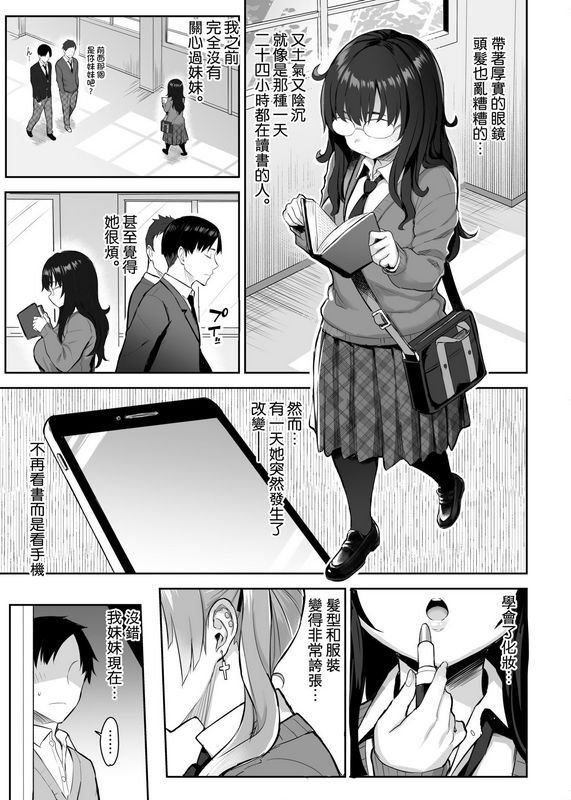 帶著厚實的眼鏡
頭髮也亂糟糟的…
又土氣又陰沉
就像是那種一天
二十四小時都在讀書的人。
我之前
完全沒有
關心過妹妹。
前面那個
是你妹妹吧？
甚至覺得
她很煩。
プイッ
然而…
有一天她突然發生了
改變——
不再看書而是看手機
學會了化妝…
髮型和服裝
變得非常誇張…
沒錯
我妹妹現在…
……